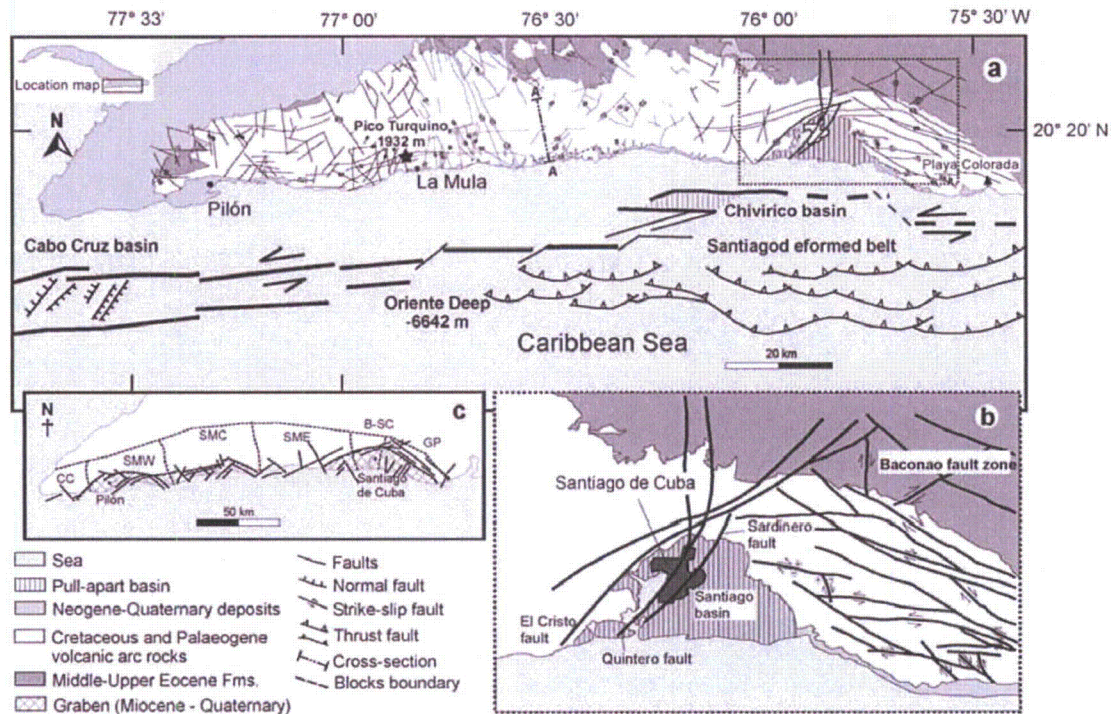 77° 33'
77° 00'
76° 30'
76° 00'
75° 30' W
a
Location map
N
Pico Turquino
1932 m
A
20° 20' N
La Mula
A
Playa Colorada
Pilón
Chivirico basin
Cabo Cruz basin
Santiagod eformed belt
Oriente Deep
-6642 m
Caribbean Sea
20 km
N
c
B-SC
SMC
SME
GP
SMW
CC
Pilón
Santiago
de Cuba
50 km
b
Baconao fault zone
Santiago de Cuba
Sardinero
fault
Santiago
basin
El Cristo
fault
Quintero fault
Sea
Pull-apart basin
Neogene-Quaternary deposits
Cretaceous and Palaeogene
volcanic arc rocks
Middle-Upper Eocene Fms.
Graben (Miocene - Quaternary)
Faults
Normal fault
Strike-slip fault
Thrust fault
Cross-section
Blocks boundary